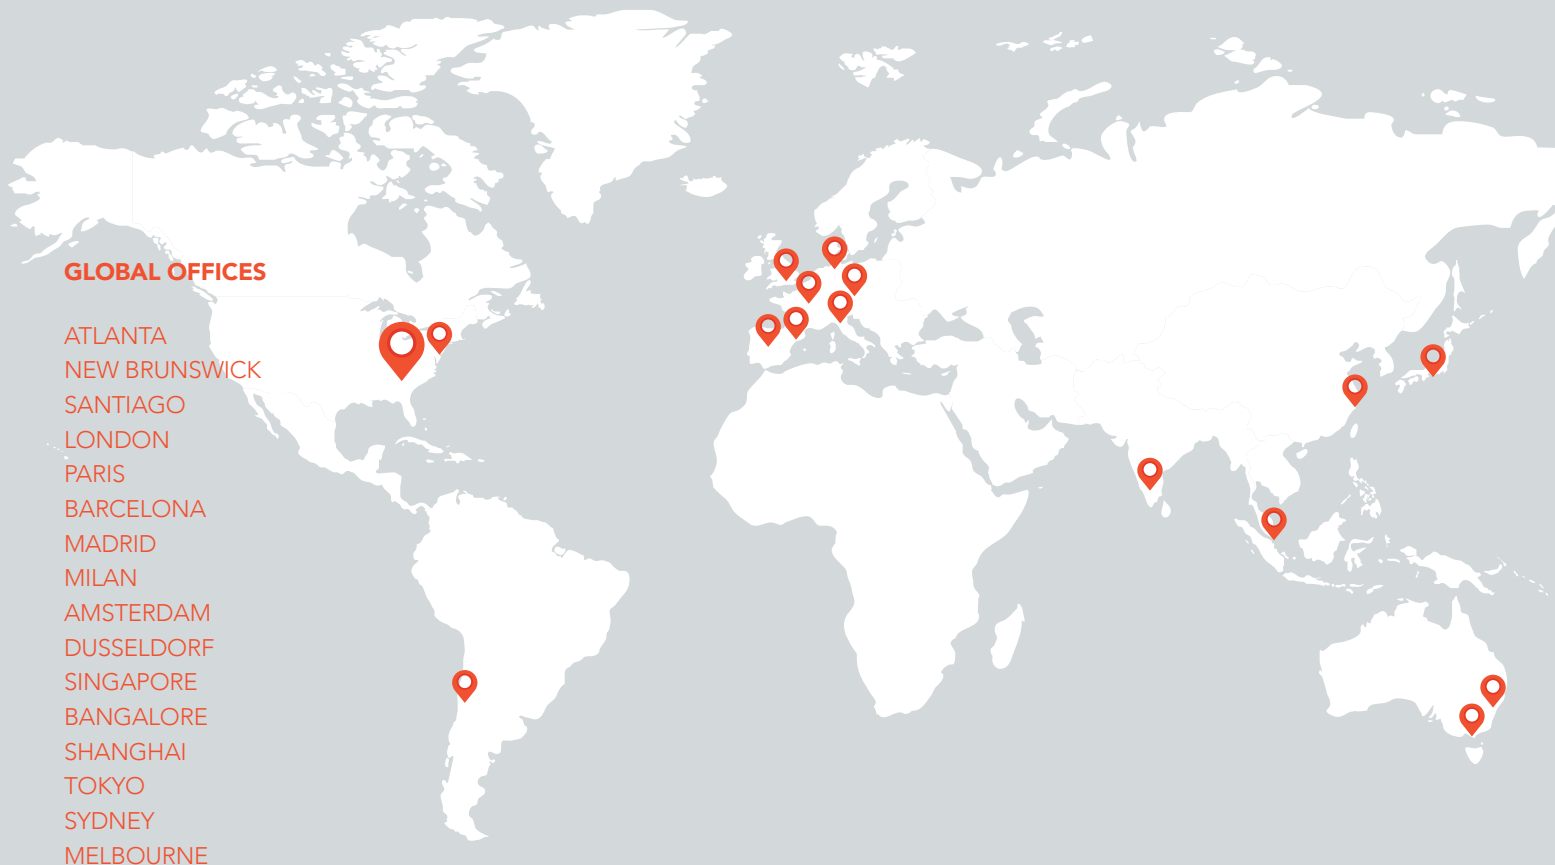 GLOBAL OFFICES
ATLANTA
NEW BRUNSWICK
SANTIAGO
LONDON
PARIS
BARCELONA
MADRID
MILAN
AMSTERDAM
DUSSELDORF
SINGAPORE
BANGALORE
SHANGHAI
TOKYO
SYDNEY
MELBOURNE